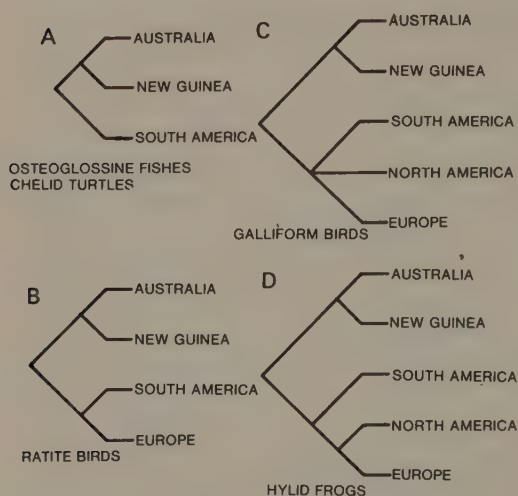 A
AUSTRALIA
NEW GUINEA
SOUTH AMERICA
OSTEOGLOSSINE FISHES
CHELID TURTLES
C
AUSTRALIA
NEW GUINEA
SOUTH AMERICA
NORTH AMERICA
EUROPE
GALLIFORM BIRDS
B
AUSTRALIA
NEW GUINEA
SOUTH AMERICA
EUROPE
RATITE BIRDS
D
AUSTRALIA
NEW GUINEA
SOUTH AMERICA
NORTH AMERICA
EUROPE
HYLID FROGS